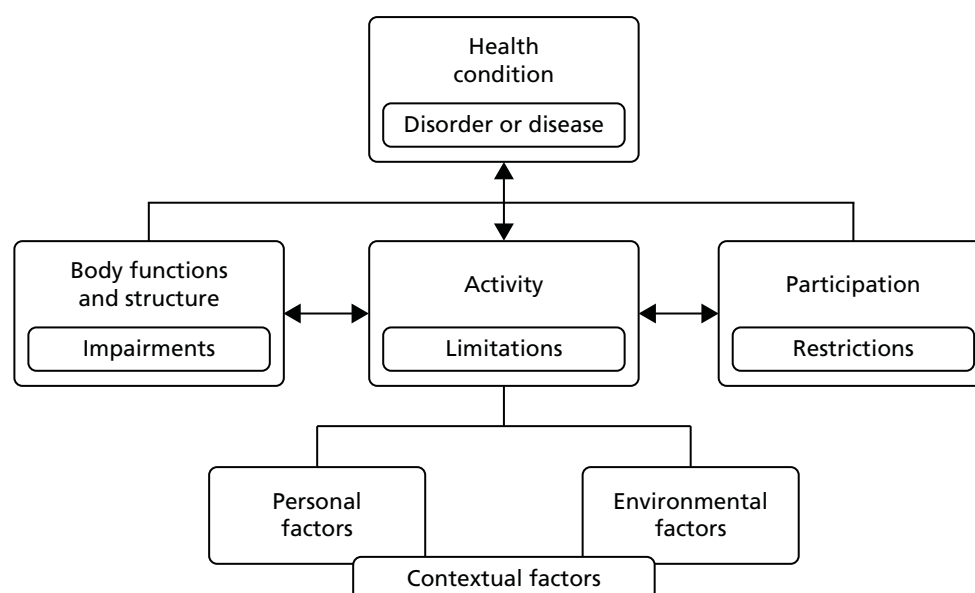 Health
condition
Disorder or disease
Body functions
and structure
Impairments
Activity
Limitations
Participation
Restrictions
Personal
factors
Environmental
factors
Contextual factors